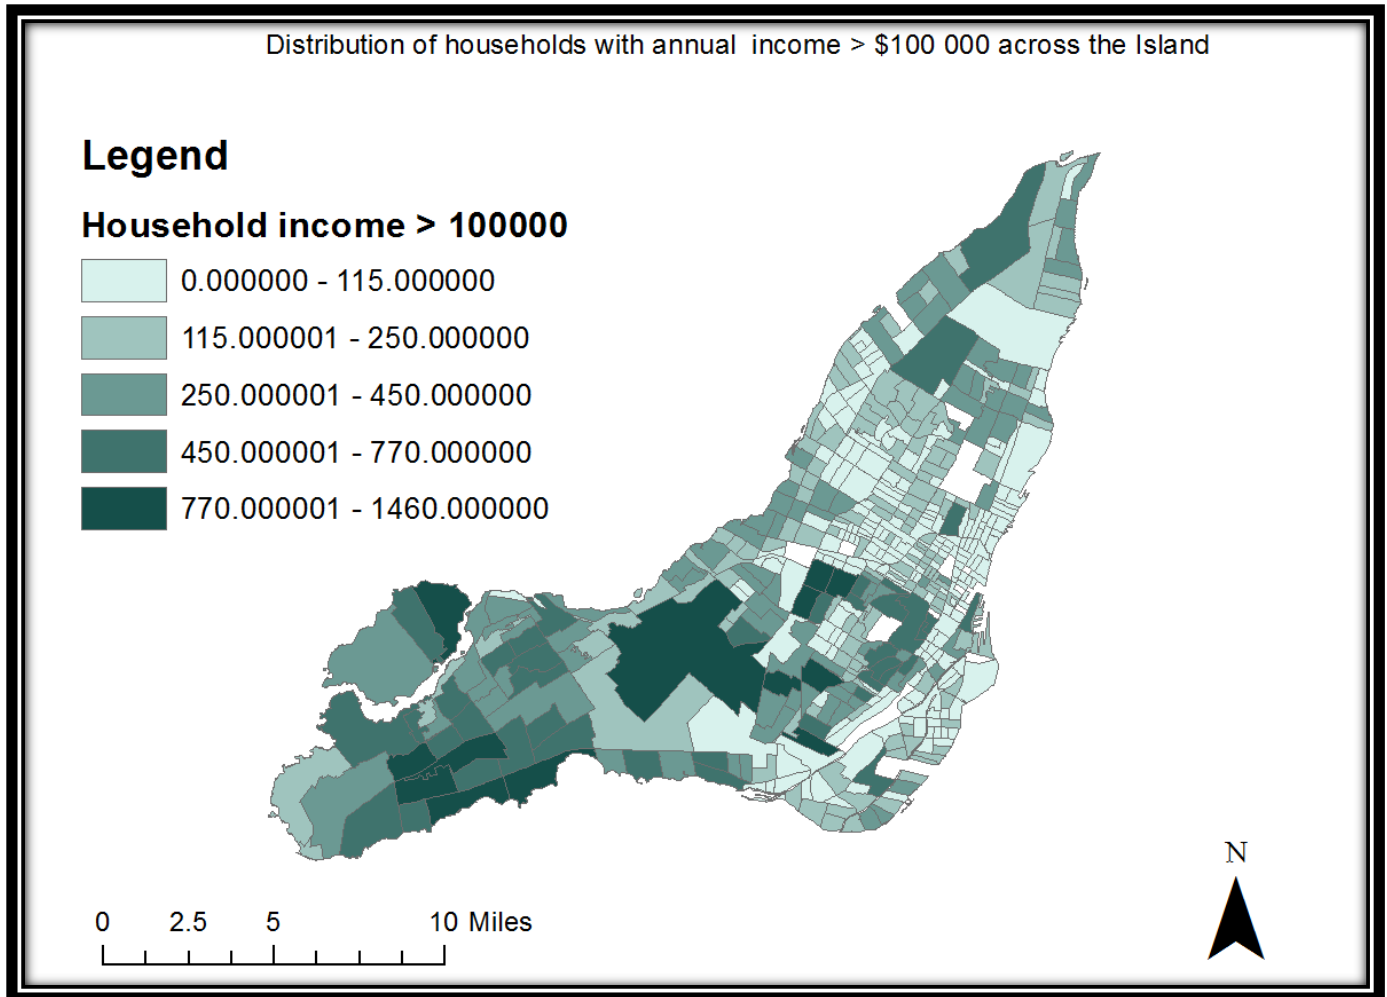 Distribution of households with annual  income > $100 000 across the Island
Legend
Household income > 100000
0.000000 - 115.000000
115.000001 - 250.000000
250.000001 - 450.000000
450.000001 - 770.000000
770.000001 - 1460.000000
N
0 2.5 5 10 Miles